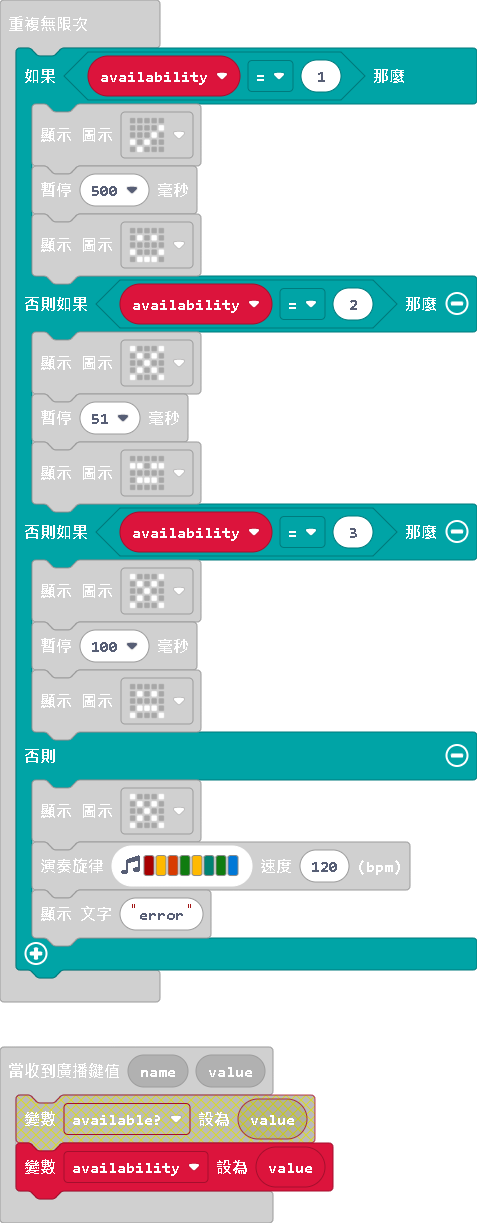 重複無限次
如果 availability = 1 那麼
顯示 圖示
暫停 500 毫秒
顯示 圖示
否則如果 availability = 2 那麼
顯示 圖示
暫停 51 毫秒
顯示 圖示
否則如果 availability = 3 那麼
顯示 圖示
暫停 100 毫秒
顯示 圖示
否則
顯示 圖示
演奏旋律 速度 120 (bpm)
顯示 文字 "error"
當收到廣播鍵值 name value
變數 available? 設為 value
變數 availability 設為 value